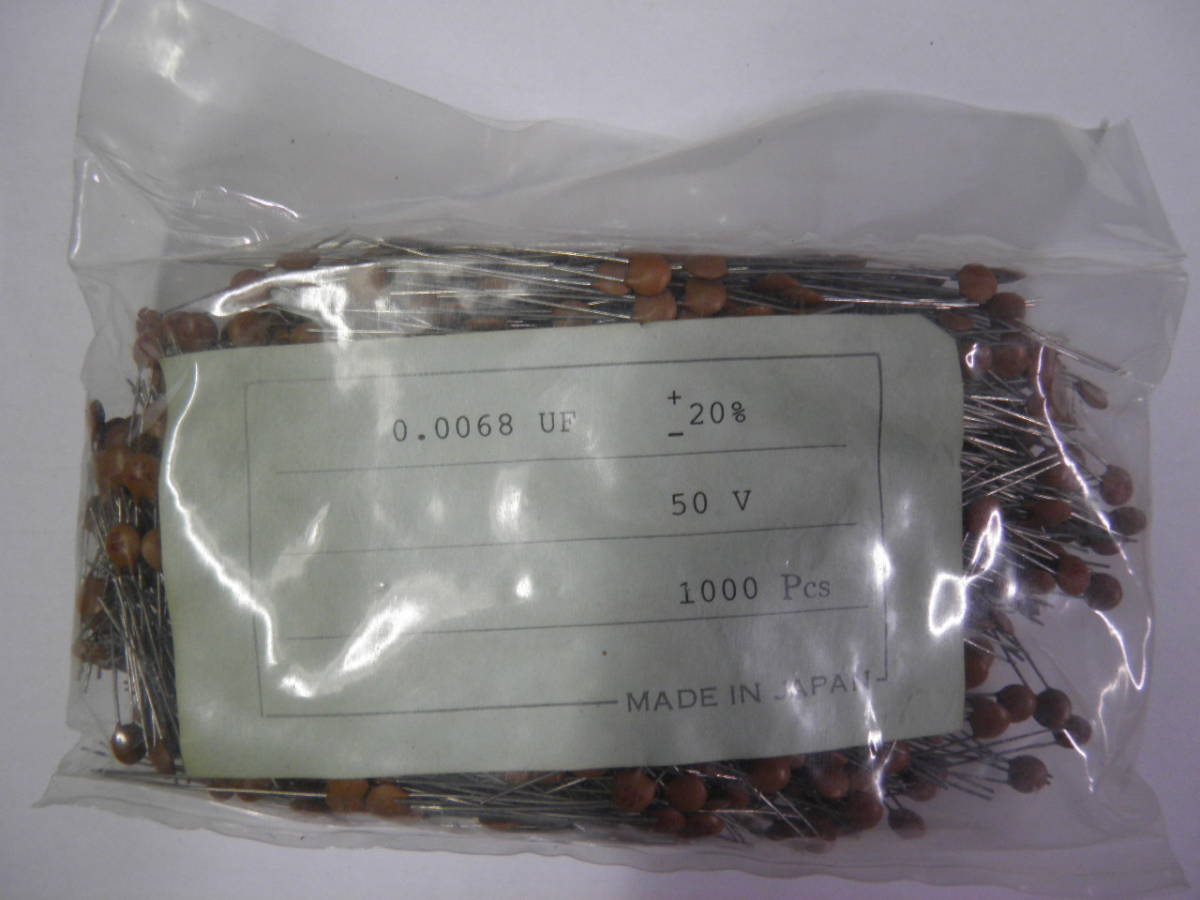 0.0068 UF ±20%
50 V
1000 Pcs
MADE IN JAPAN